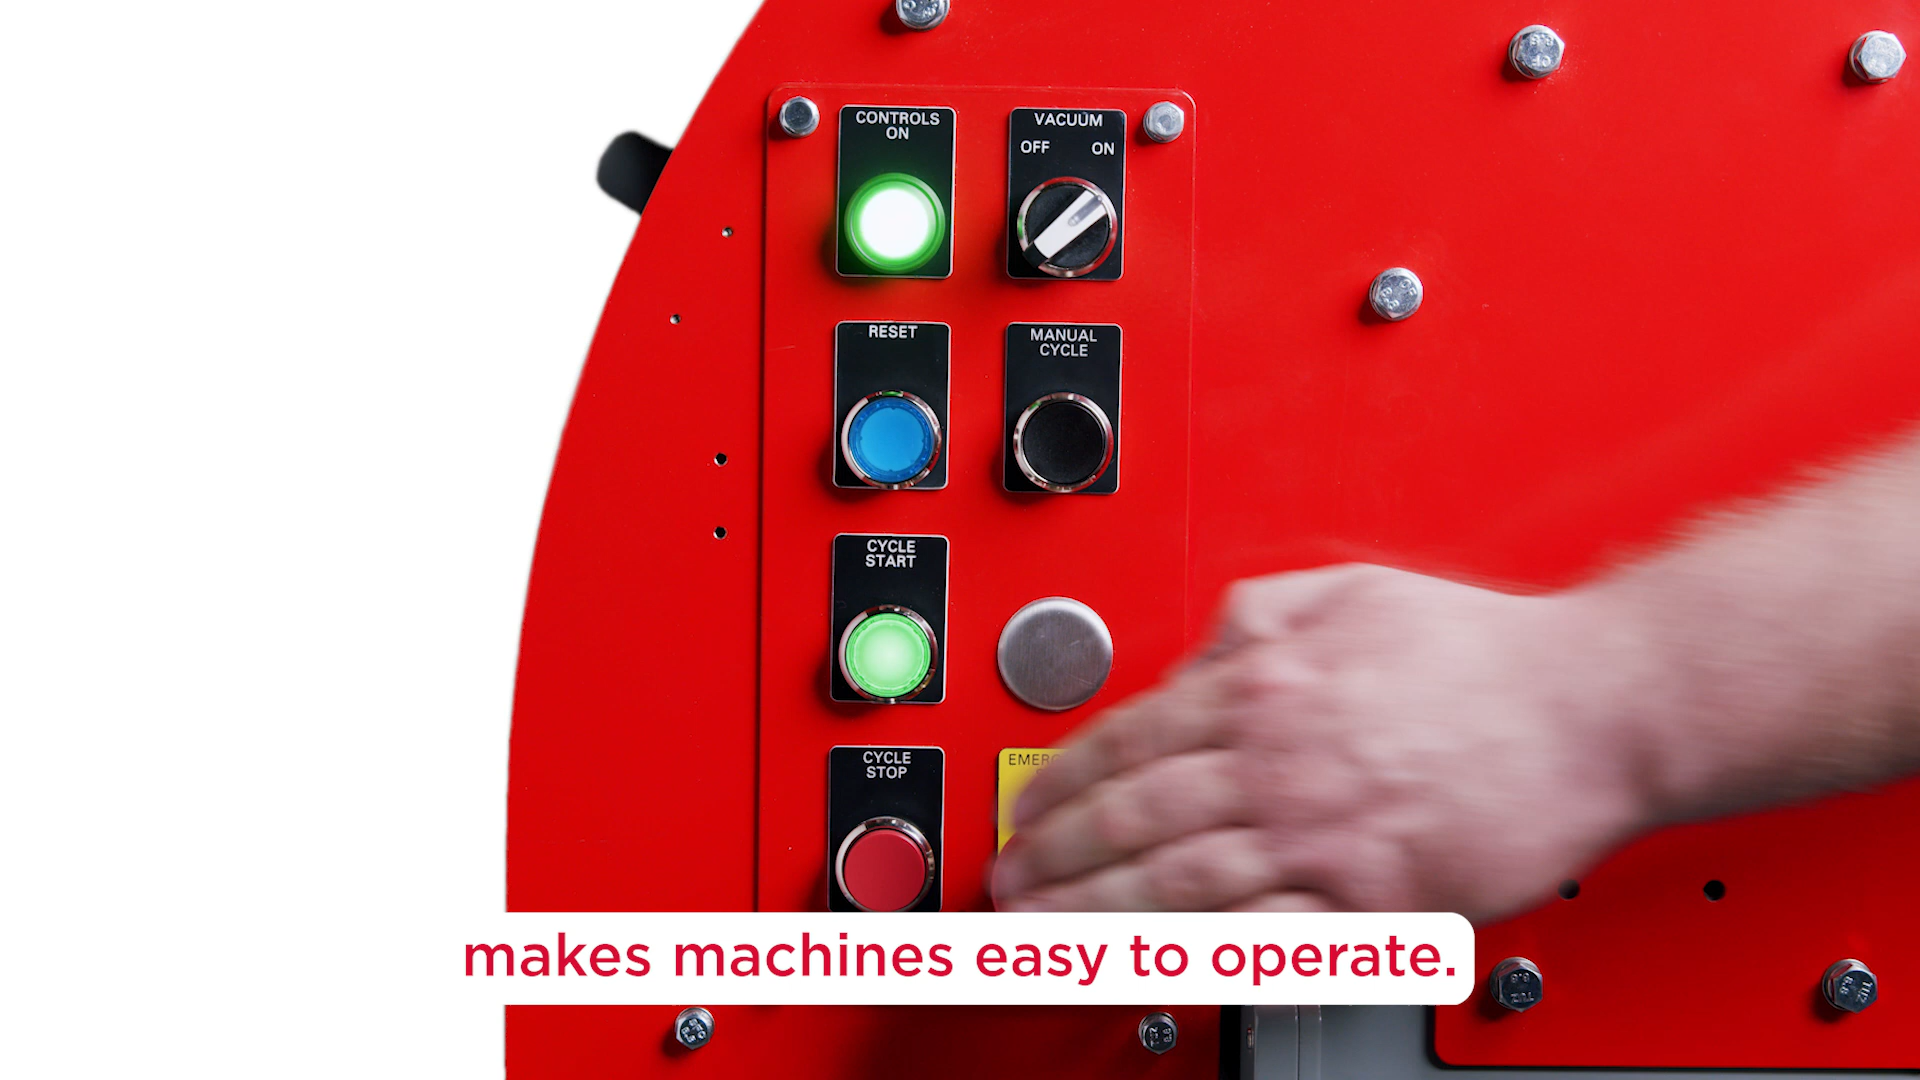 CONTROLS
ON
VACUUM
OFF ON
RESET
MANUAL
CYCLE
CYCLE
START
CYCLE
STOP
makes machines easy to operate.